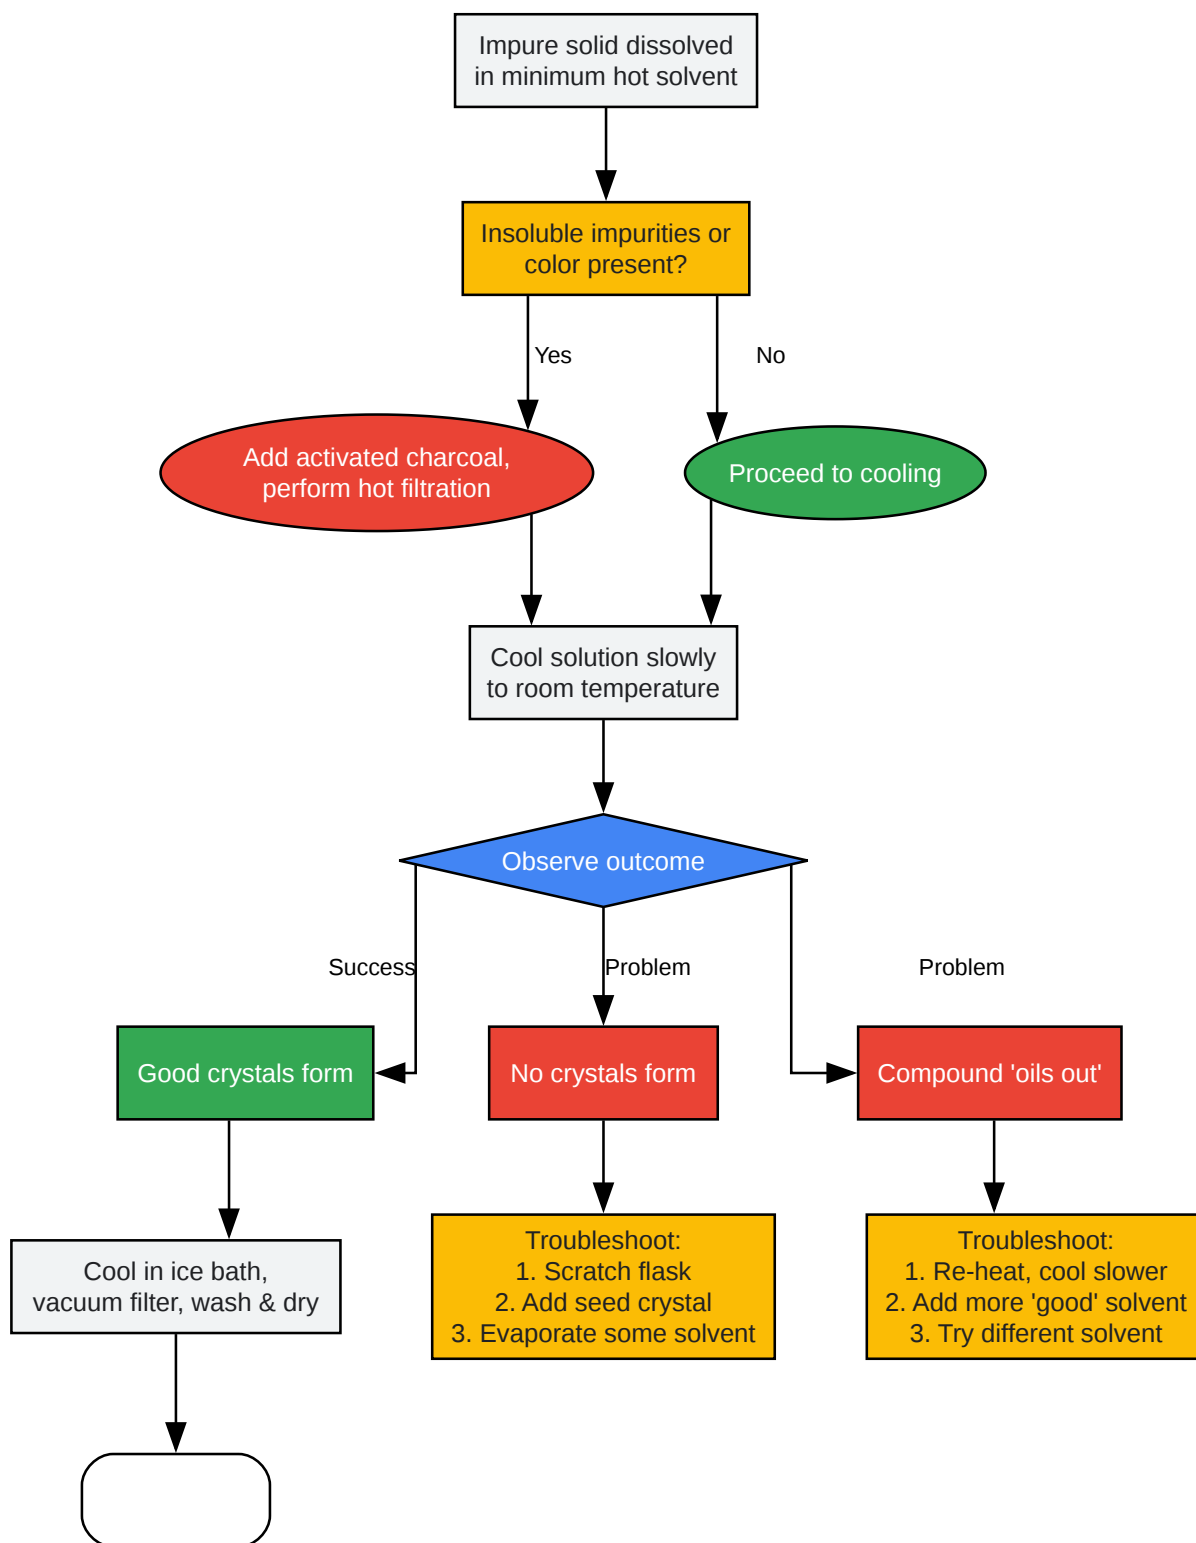 Impure solid dissolved
in minimum hot solvent
Insoluble impurities or
color present?
Yes
No
Add activated charcoal,
perform hot filtration
Proceed to cooling
Cool solution slowly
to room temperature
Observe outcome
Success
Problem
Problem
Good crystals form
No crystals form
Compound 'oils out'
Cool in ice bath,
vacuum filter, wash & dry
Troubleshoot:
1. Scratch flask
2. Add seed crystal
3. Evaporate some solvent
Troubleshoot:
1. Re-heat, cool slower
2. Add more 'good' solvent
3. Try different solvent